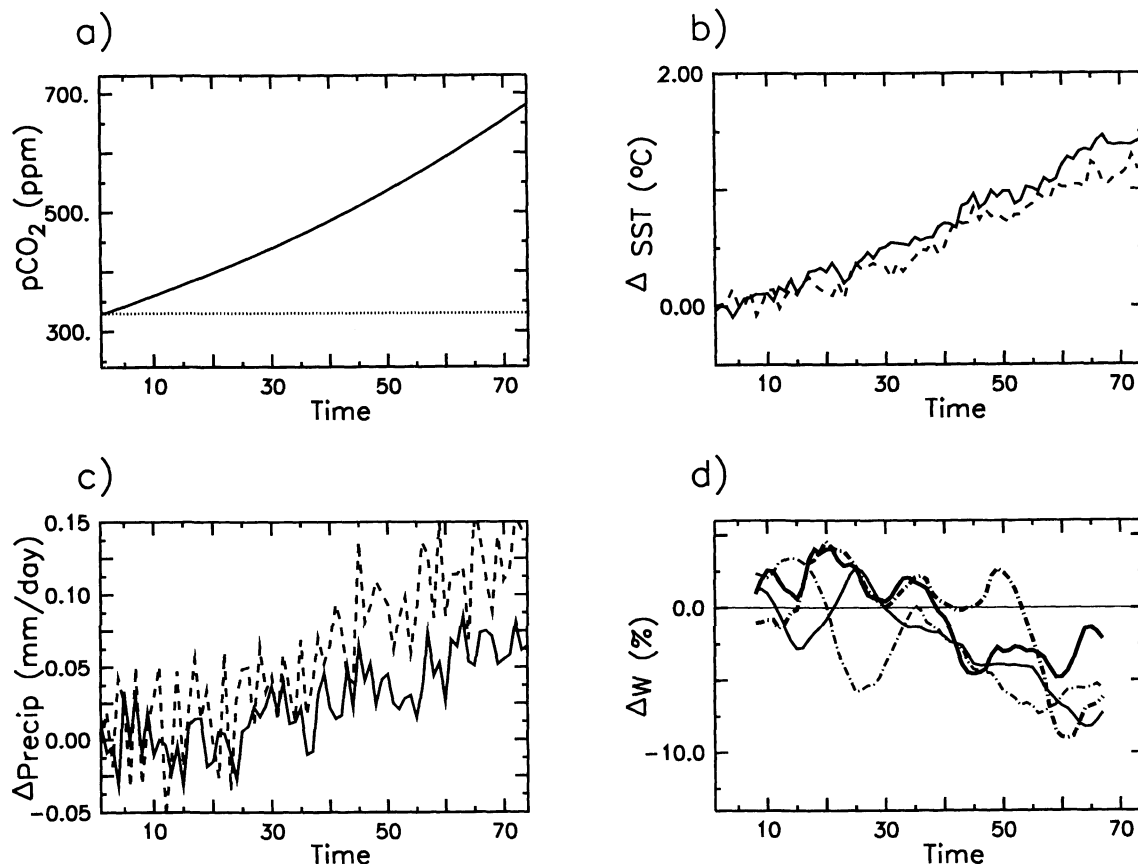 a)
700.
500.
300.
pCO2 (ppm)
10 30 50 70
Time
b)
2.00
0.00
Δ SST (°C)
10 30 50 70
Time
c)
0.15
0.10
0.05
0.00
-0.05
ΔPrecip (mm/day)
10 30 50 70
Time
d)
0.0
-10.0
ΔW (%)
10 30 50 70
Time